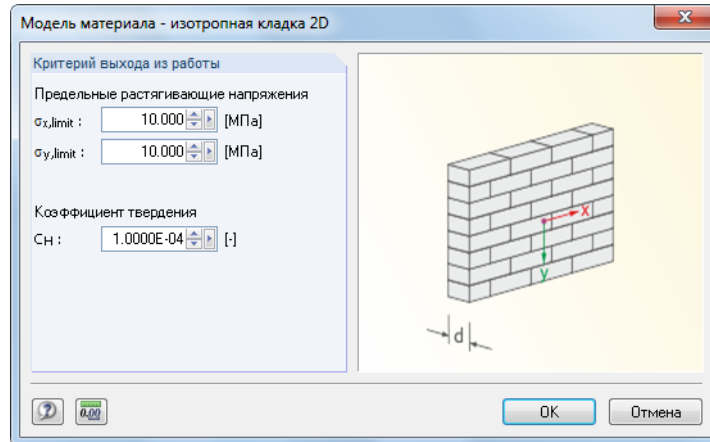 Модель материала - изотропная кладка 2D
Критерий выхода из работы
Предельные растягивающие напряжения
σx,limit : 10.000 [МПа]
σy,limit : 10.000 [МПа]
Коэффициент твердения
CH : 1.0000E-04 [-]
x
y
d
0.00
OK Отмена